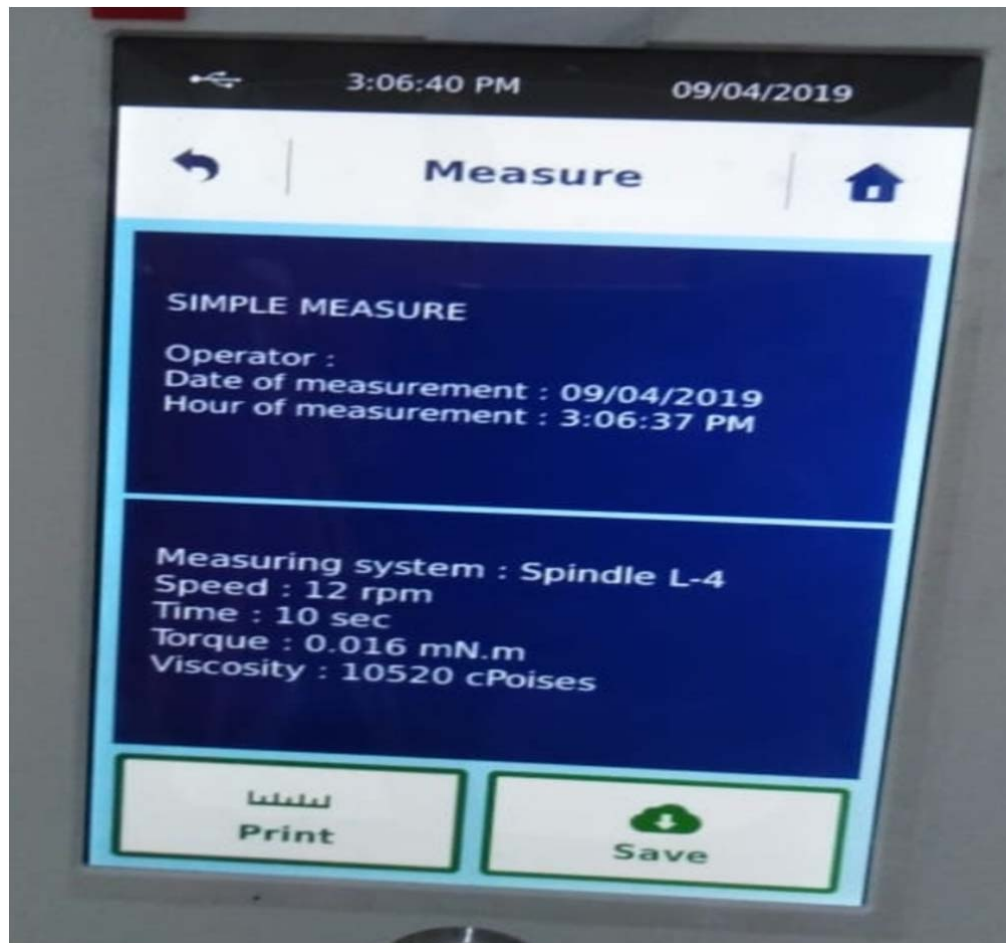 3:06:40 PM 09/04/2019
Measure
SIMPLE MEASURE
Operator :
Date of measurement : 09/04/2019
Hour of measurement : 3:06:37 PM
Measuring system : Spindle L-4
Speed : 12 rpm
Time : 10 sec
Torque : 0.016 mN.m
Viscosity : 10520 cPoises
Print Save